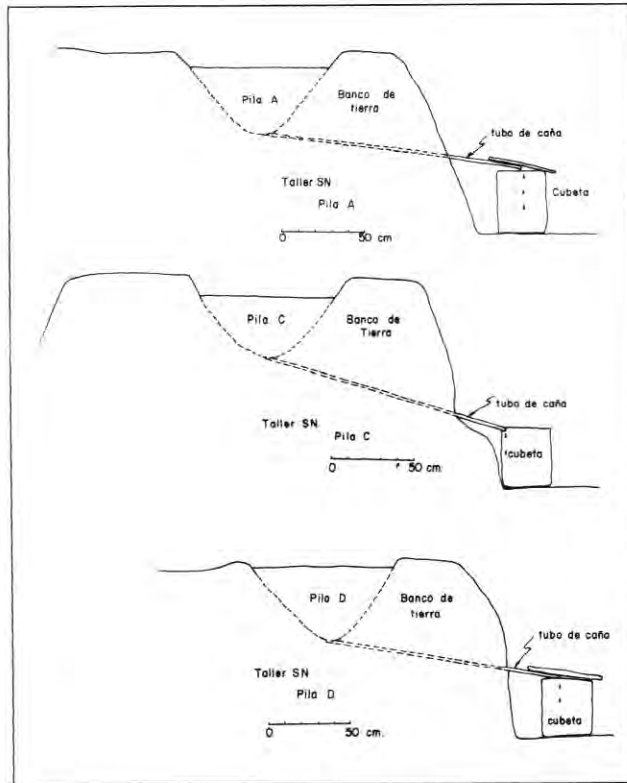 Pila A
Banco de
tierra
tubo de caña
Cubeta
Taller SN
Pila A
0 50 cm
Pila C
Banco de
Tierra
tubo de caña
cubeta
Taller SN.
Pila C
0 50 cm.
Pila D
Banco de
tierra
tubo de caña
cubeta
Taller SN
Pila D
0 50 cm.